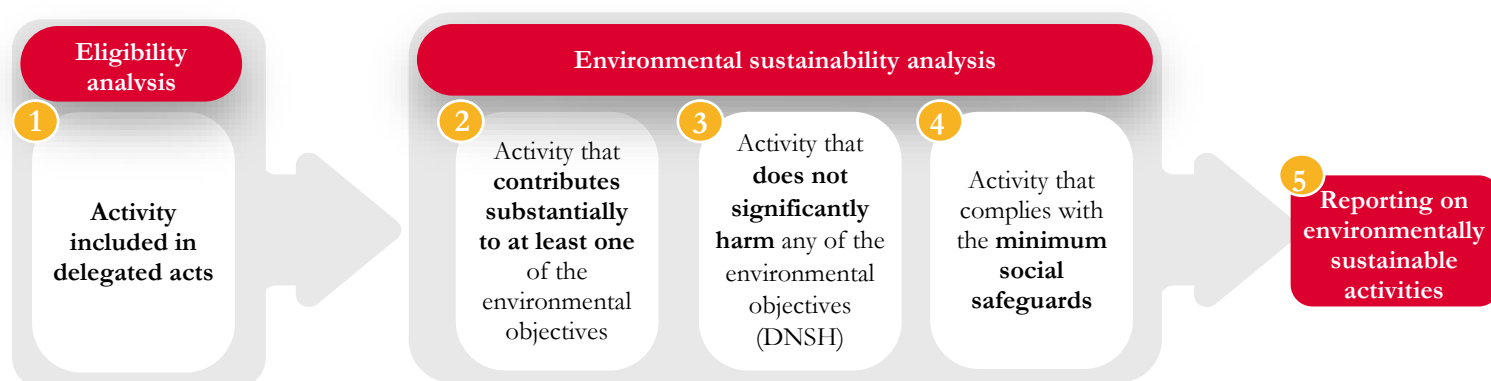 Eligibility
analysis
1
Activity
included in
delegated acts
Environmental sustainability analysis
2
Activity that
contributes
substantially
to at least one
of the
environmental
objectives
3
Activity that
does not
significantly
harm any of the
environmental
objectives
(DNSH)
4
Activity that
complies with
the minimum
social
safeguards
5
Reporting on
environmentally
sustainable
activities